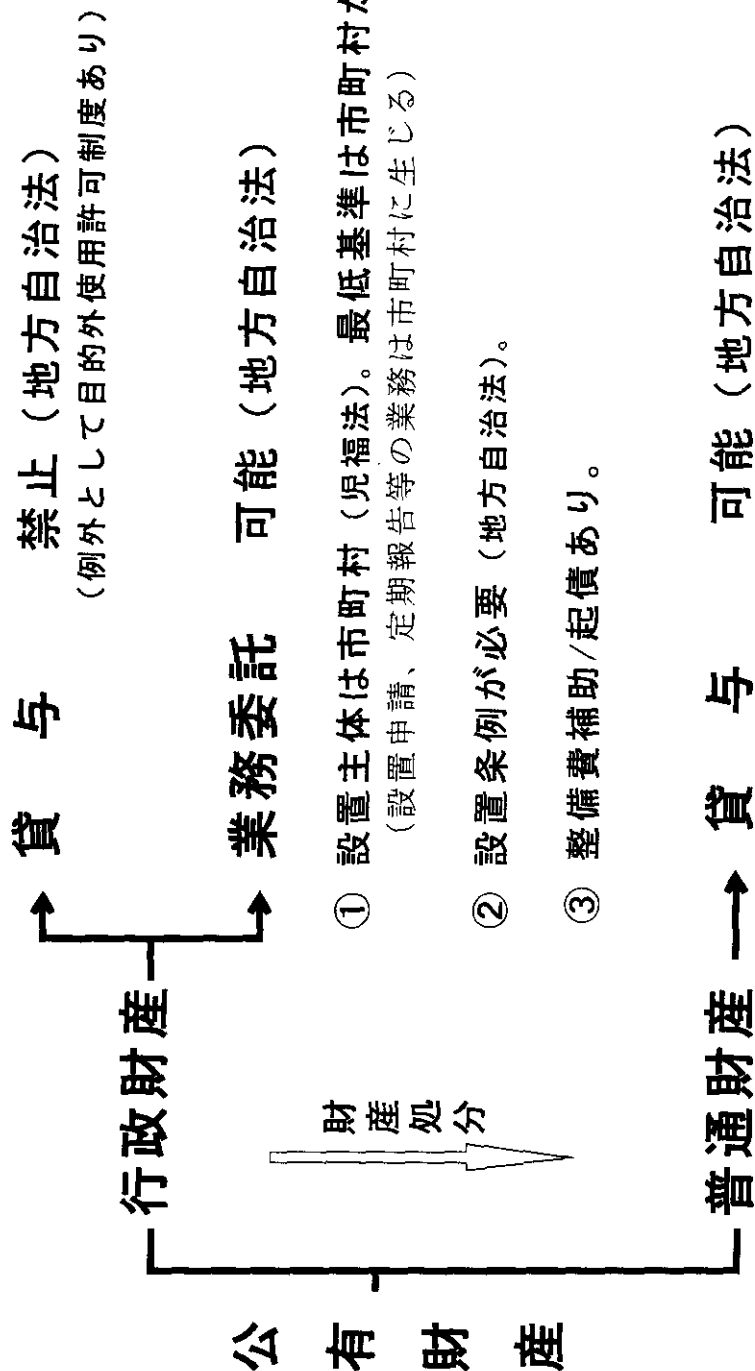 公有財産
行政財産
貸 与 禁止（地方自治法）
（例外として目的外使用許可制度あり）
業務委託 可能（地方自治法）
① 設置主体は市町村（児福法）。最低基準は市町村が
（設置申請、定期報告等の業務は市町村に生じる）
② 設置条例が必要（地方自治法）。
③ 整備費補助/起債あり。
財産処分
普通財産
貸 与 可能（地方自治法）